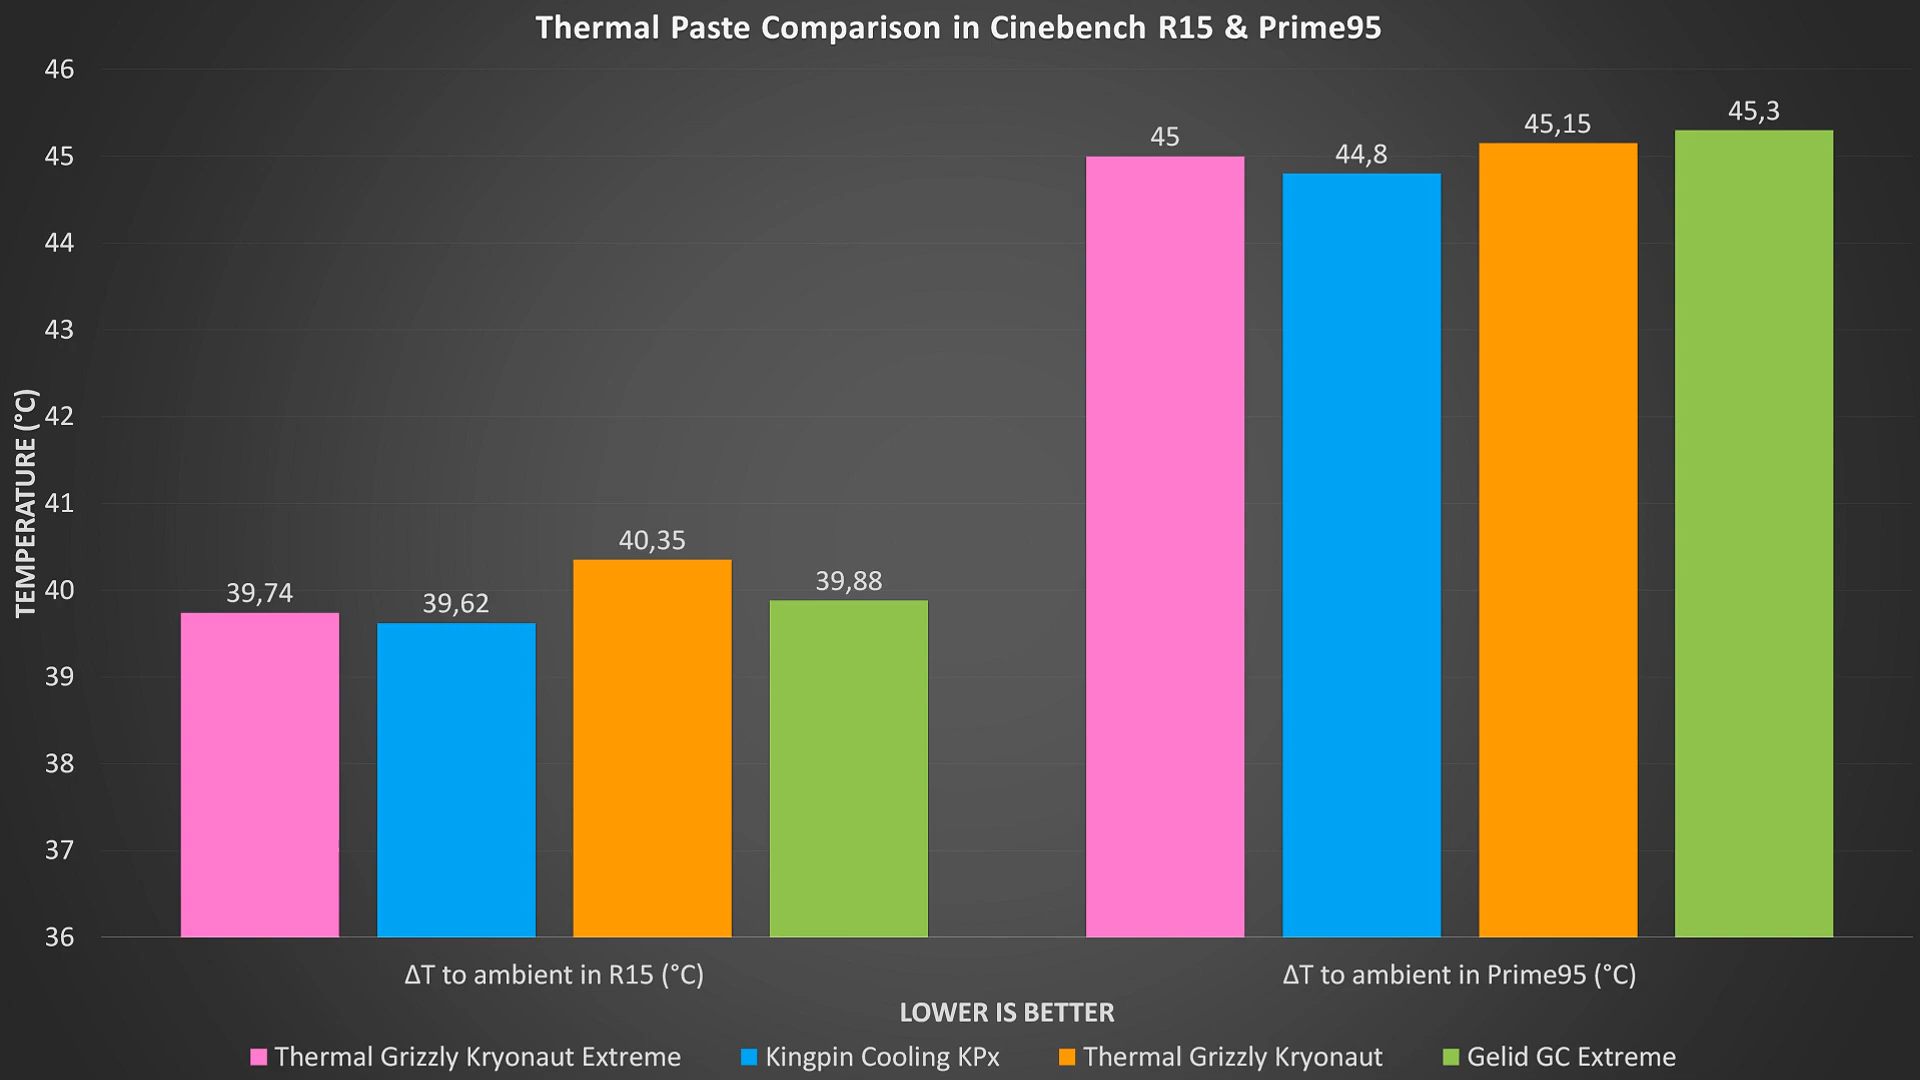 Thermal Paste Comparison in Cinebench R15 & Prime95
46
45
44
43
42
41
40
39
38
37
36
TEMPERATURE (°C)
39,74
39,62
40,35
39,88
45
44,8
45,15
45,3
ΔT to ambient in R15 (°C)
ΔT to ambient in Prime95 (°C)
LOWER IS BETTER
Thermal Grizzly Kryonaut Extreme
Kingpin Cooling KPx
Thermal Grizzly Kryonaut
Gelid GC Extreme